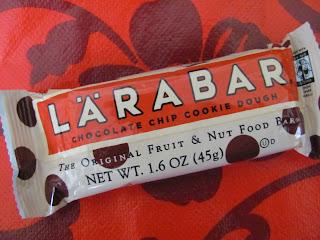 LÄRABAR
CHOCOLATE CHIP COOKIE DOUGH
THE ORIGINAL FRUIT & NUT FOOD BAR
NET WT. 1.6 OZ (45g)
U D